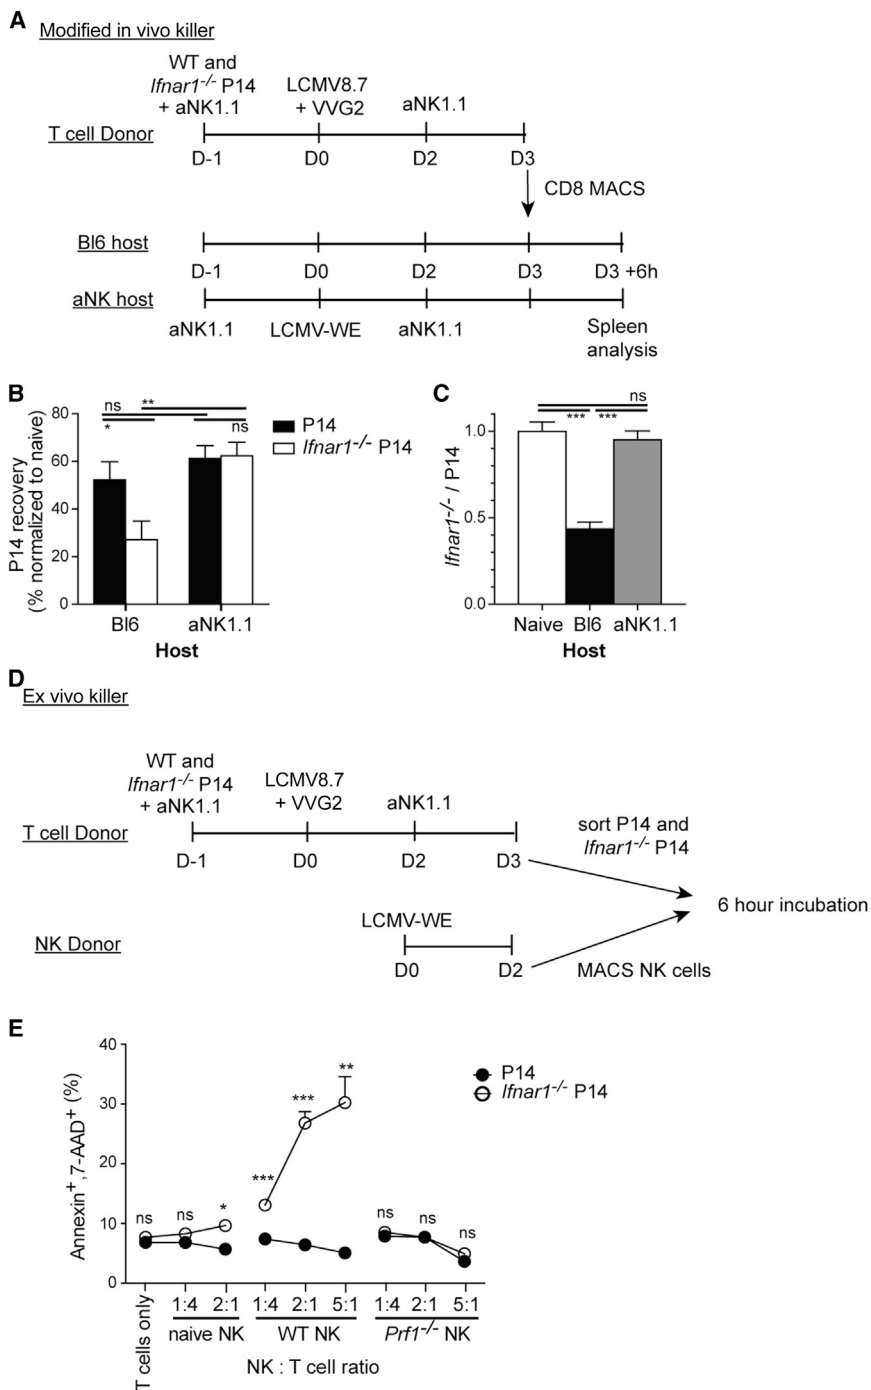 A
Modified in vivo killer
WT and
Ifnar1-/- P14
+ aNK1.1
LCMV8.7
+ VVG2
aNK1.1
T cell Donor
D-1
D0
D2
D3
CD8 MACS
Bl6 host
D-1
D0
D2
D3
D3 +6h
aNK host
aNK1.1
LCMV-WE
aNK1.1
Spleen
analysis
B
P14 recovery
(% normalized to naive)
80
60
40
20
0
ns
**
*
ns
P14
Ifnar1-/- P14
Bl6
aNK1.1
Host
C
Ifnar1-/- / P14
1.0
0.5
0.0
ns
***
***
Naive
Bl6
aNK1.1
Host
D
Ex vivo killer
WT and
Ifnar1-/- P14
+ aNK1.1
LCMV8.7
+ VVG2
aNK1.1
T cell Donor
D-1
D0
D2
D3
sort P14 and
Ifnar1-/- P14
6 hour incubation
LCMV-WE
NK Donor
D0
D2
MACS NK cells
E
Annexin+,7-AAD+ (%)
40
30
20
10
0
ns
ns
*
***
***
**
ns
ns
ns
P14
Ifnar1-/- P14
T cells only
1:4
2:1
1:4
2:1
5:1
1:4
2:1
5:1
naive NK
WT NK
Prf1-/- NK
NK : T cell ratio